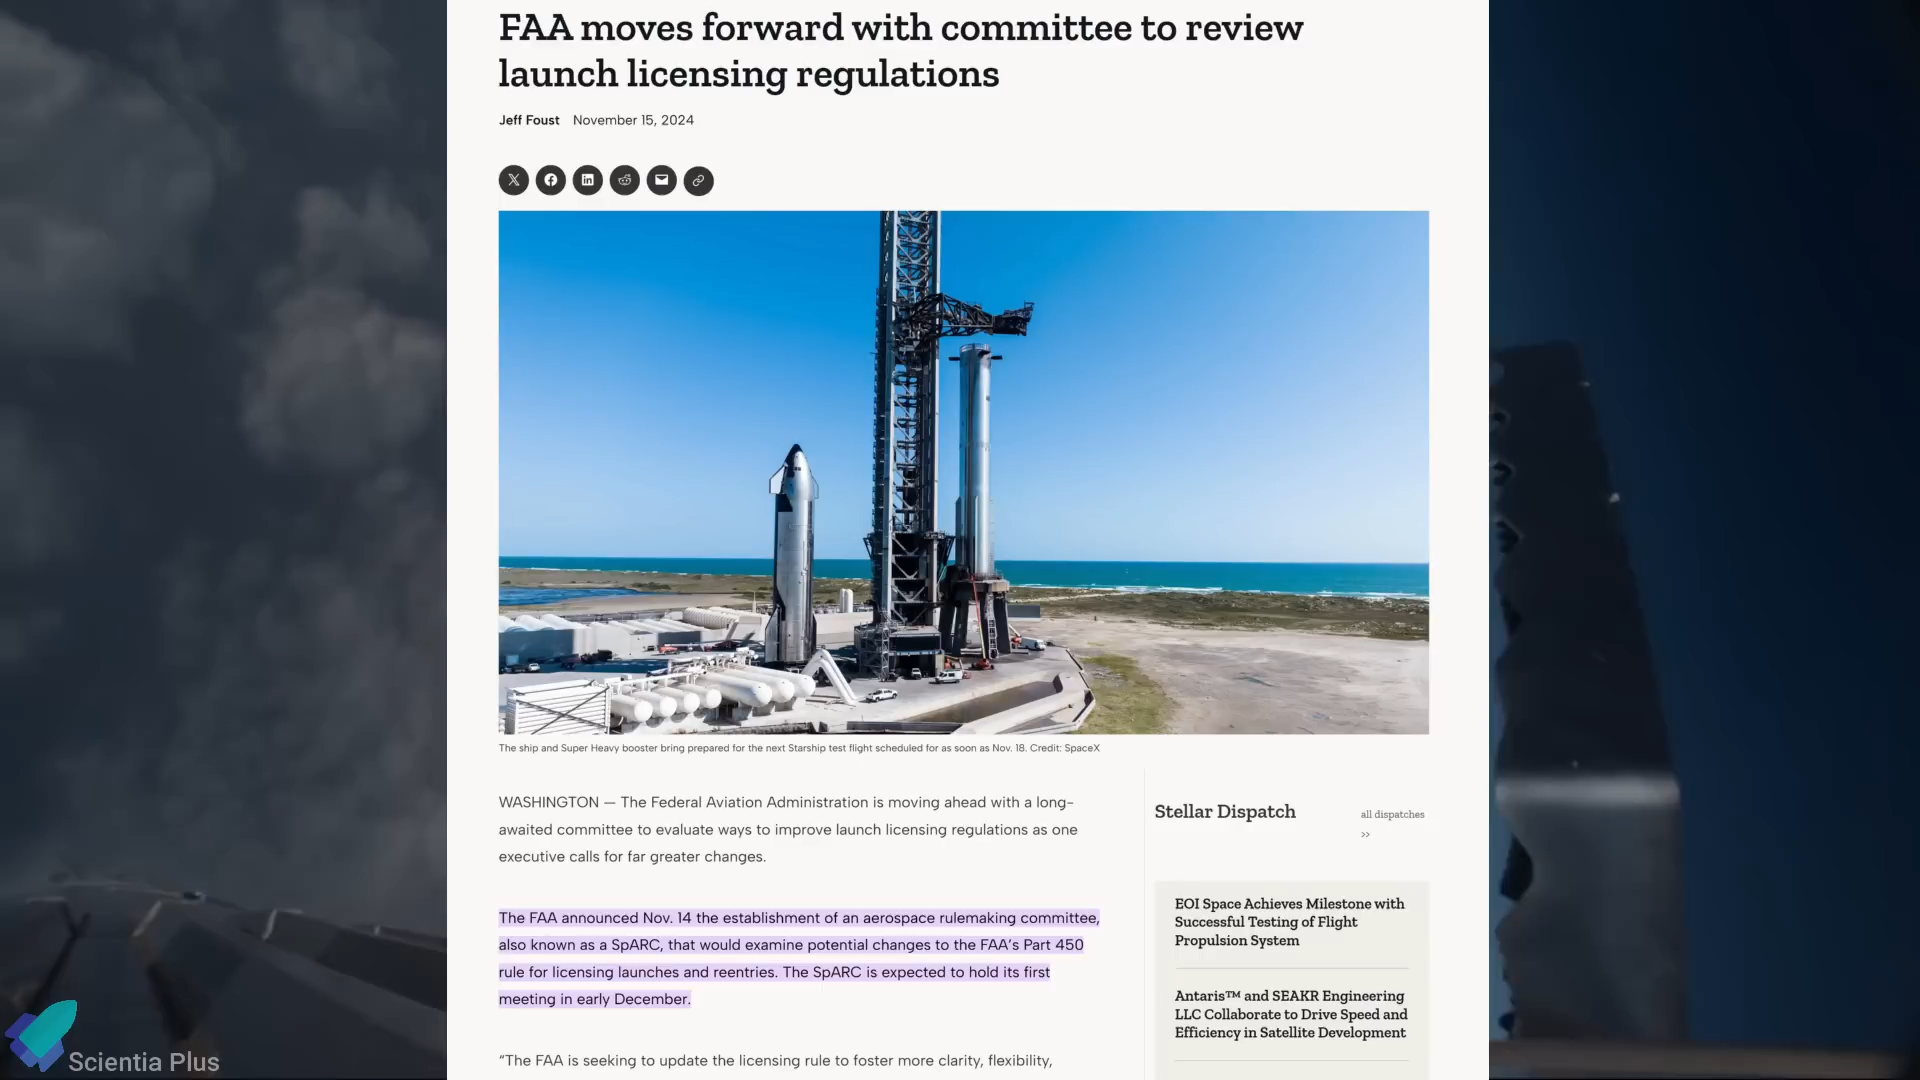 FAA moves forward with committee to review
launch licensing regulations
Jeff Foust November 15, 2024
The ship and Super Heavy booster bring prepared for the next Starship test flight scheduled for as soon as Nov. 18. Credit: SpaceX
WASHINGTON — The Federal Aviation Administration is moving ahead with a long-
awaited committee to evaluate ways to improve launch licensing regulations as one
executive calls for far greater changes.
The FAA announced Nov. 14 the establishment of an aerospace rulemaking committee,
also known as a SpARC, that would examine potential changes to the FAA's Part 450
rule for licensing launches and reentries. The SpARC is expected to hold its first
meeting in early December.
“The FAA is seeking to update the licensing rule to foster more clarity, flexibility,
Stellar Dispatch
all dispatches
>>
EOI Space Achieves Milestone with
Successful Testing of Flight
Propulsion System
Antaris™ and SEAKR Engineering
LLC Collaborate to Drive Speed and
Efficiency in Satellite Development
Scientia Plus